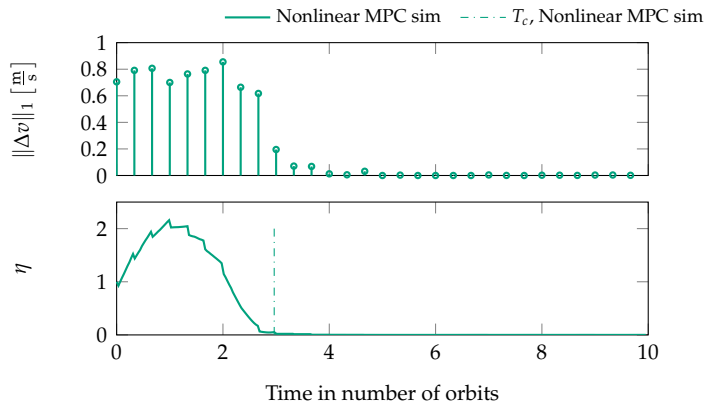 Nonlinear MPC sim T_c, Nonlinear MPC sim
1
0.8
0.6
0.4
0.2
0
‖Δv‖₁ [m/s]
2
1
0
η
0 2 4 6 8 10
Time in number of orbits